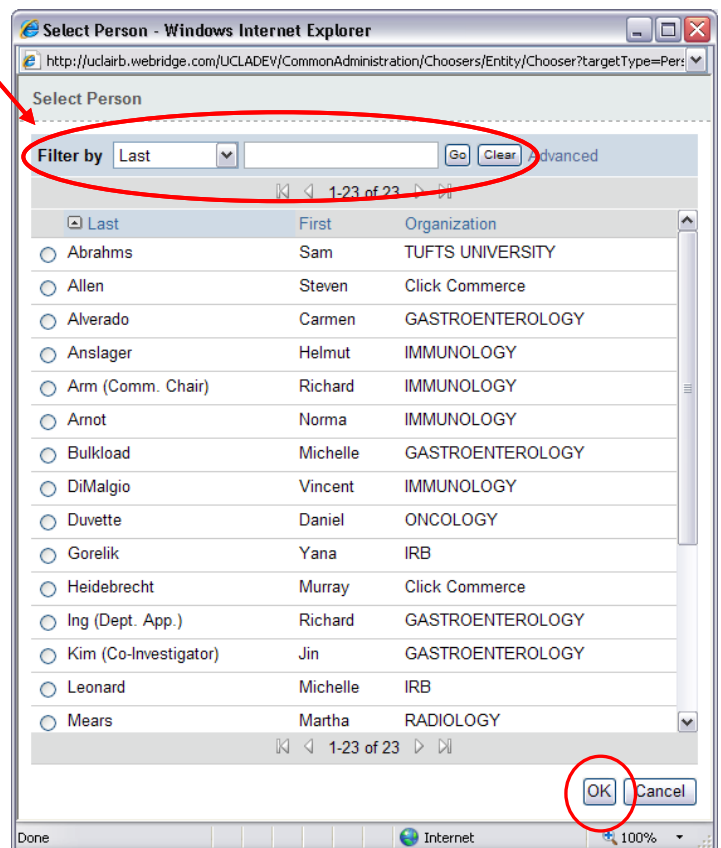 Select Person - Windows Internet Explorer
http://uclairb.webridge.com/UCLADEV/CommonAdministration/Choosers/Entity/Chooser?targetType=Pers
Select Person
Filter by Last Go Clear Advanced
1-23 of 23
Last First Organization
Abrahms Sam TUFTS UNIVERSITY
Allen Steven Click Commerce
Alverado Carmen GASTROENTEROLOGY
Anslager Helmut IMMUNOLOGY
Arm (Comm. Chair) Richard IMMUNOLOGY
Arnot Norma IMMUNOLOGY
Bulkload Michelle GASTROENTEROLOGY
DiMalgio Vincent IMMUNOLOGY
Duvette Daniel ONCOLOGY
Gorelik Yana IRB
Heidebrecht Murray Click Commerce
Ing (Dept. App.) Richard GASTROENTEROLOGY
Kim (Co-Investigator) Jin GASTROENTEROLOGY
Leonard Michelle IRB
Mears Martha RADIOLOGY
1-23 of 23
OK Cancel
Done Internet 100%